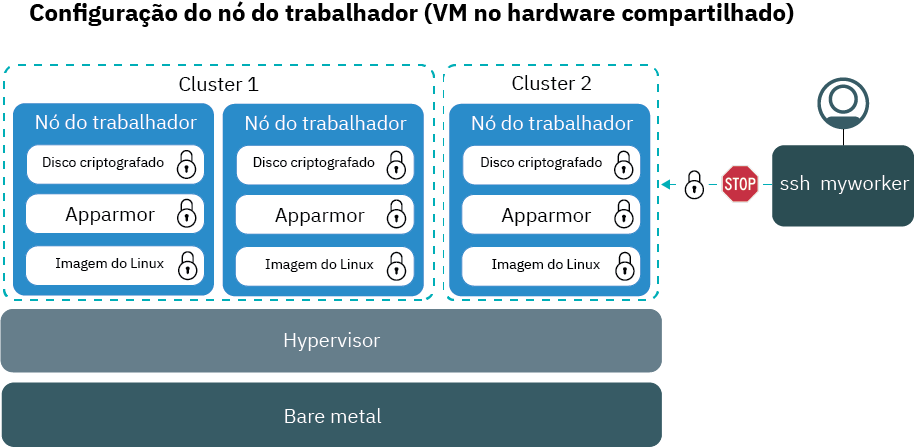 Configuração do nó do trabalhador (VM no hardware compartilhado)
Cluster 1
Nó do trabalhador
Disco criptografado
Apparmor
Imagem do Linux
Nó do trabalhador
Disco criptografado
Apparmor
Imagem do Linux
Cluster 2
Nó do trabalhador
Disco criptografado
Apparmor
Imagem do Linux
STOP
ssh myworker
Hypervisor
Bare metal